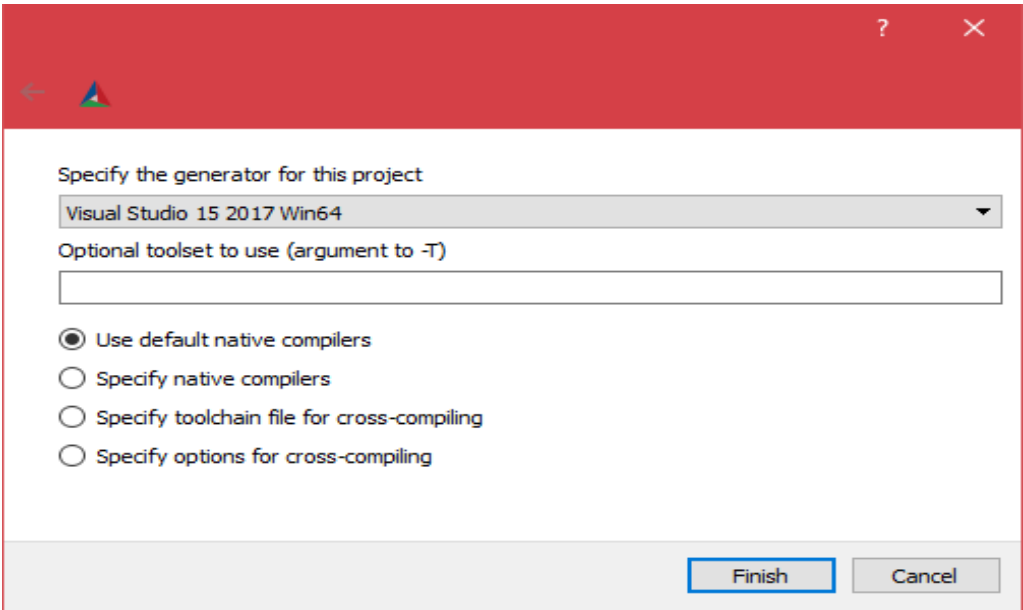 ?
Specify the generator for this project
Visual Studio 15 2017 Win64
Optional toolset to use (argument to -T)
Use default native compilers
Specify native compilers
Specify toolchain file for cross-compiling
Specify options for cross-compiling
Finish Cancel